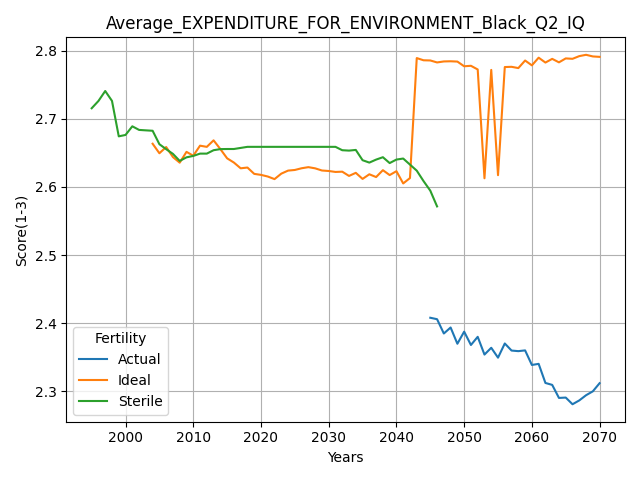 Average_EXPENDITURE_FOR_ENVIRONMENT_Black_Q2_IQ
Score(1-3)
2.8
2.7
2.6
2.5
2.4
2.3
Fertility
Actual
Ideal
Sterile
2000 2010 2020 2030 2040 2050 2060 2070
Years